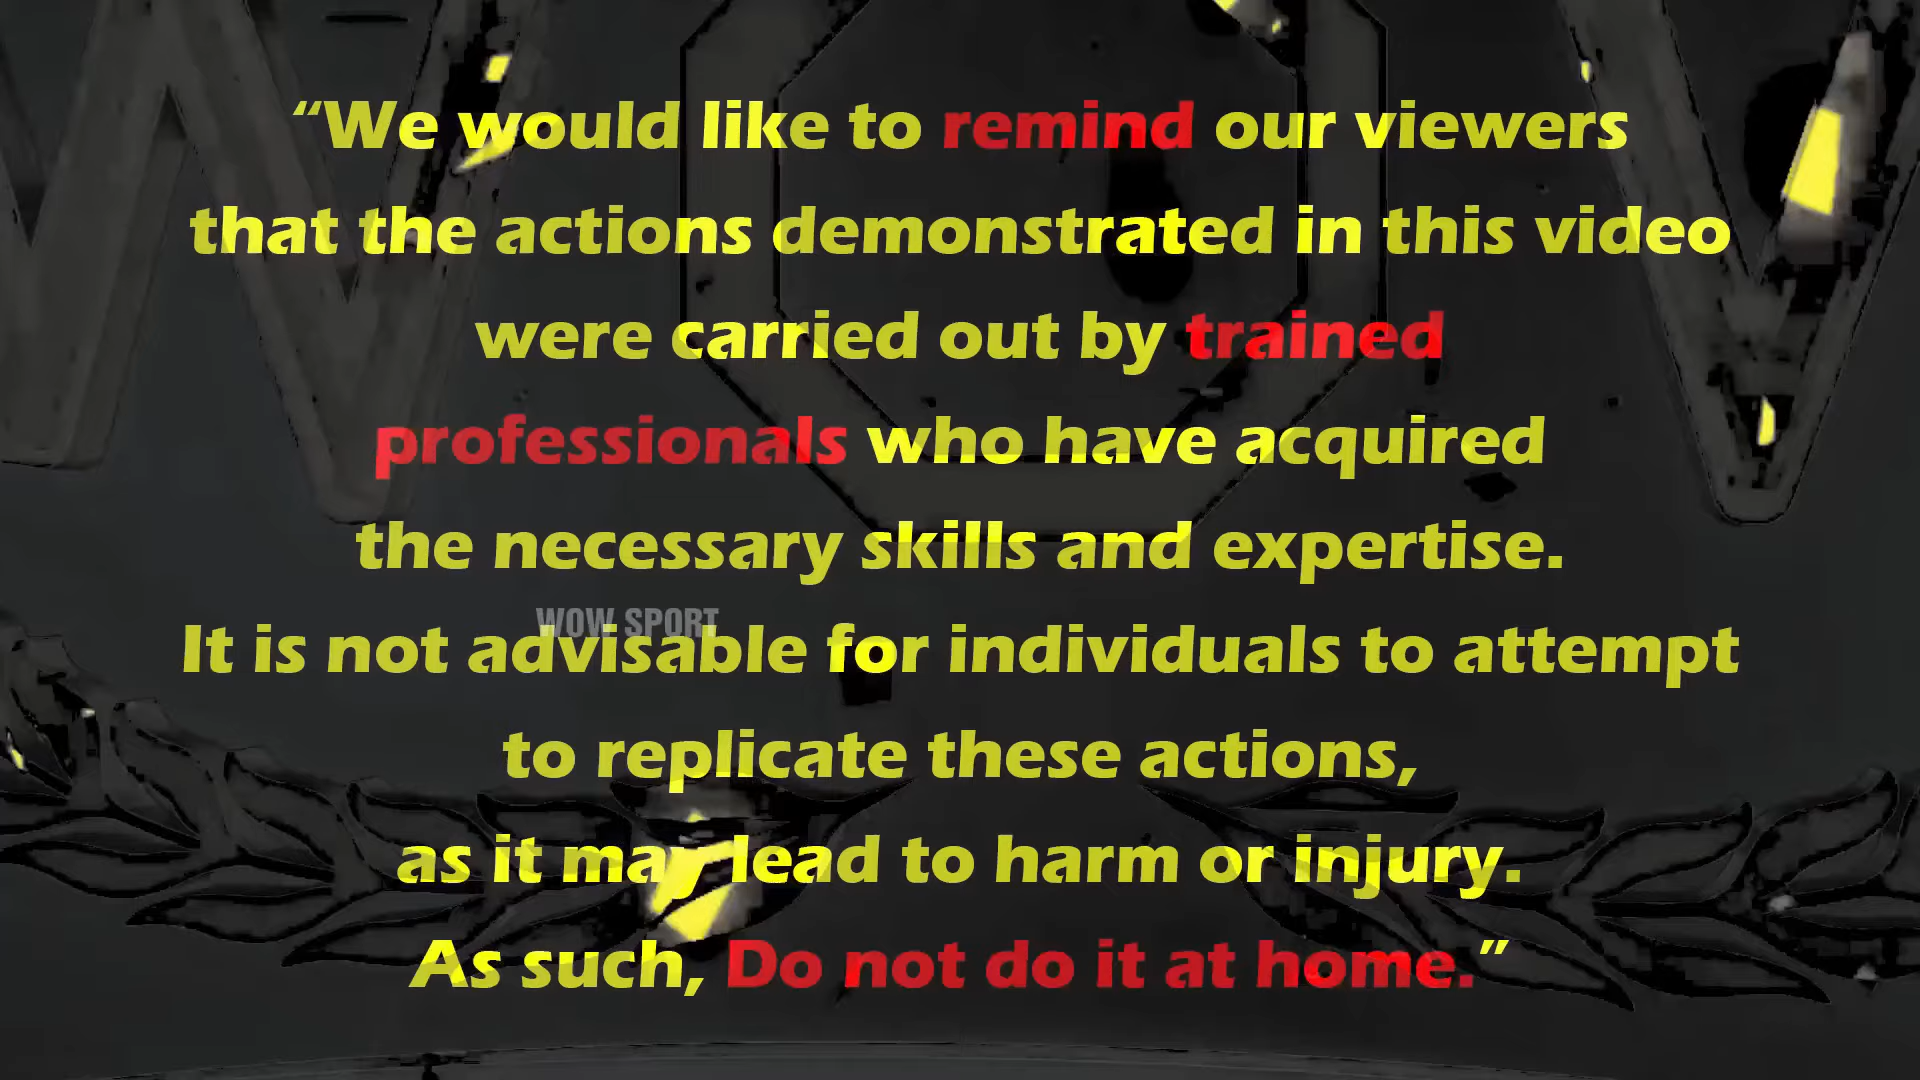 “We would like to remind our viewers
that the actions demonstrated in this video
were carried out by trained
professionals who have acquired
the necessary skills and expertise.
WOW SPORT
It is not advisable for individuals to attempt
to replicate these actions,
as it may lead to harm or injury.
As such, Do not do it at home.”